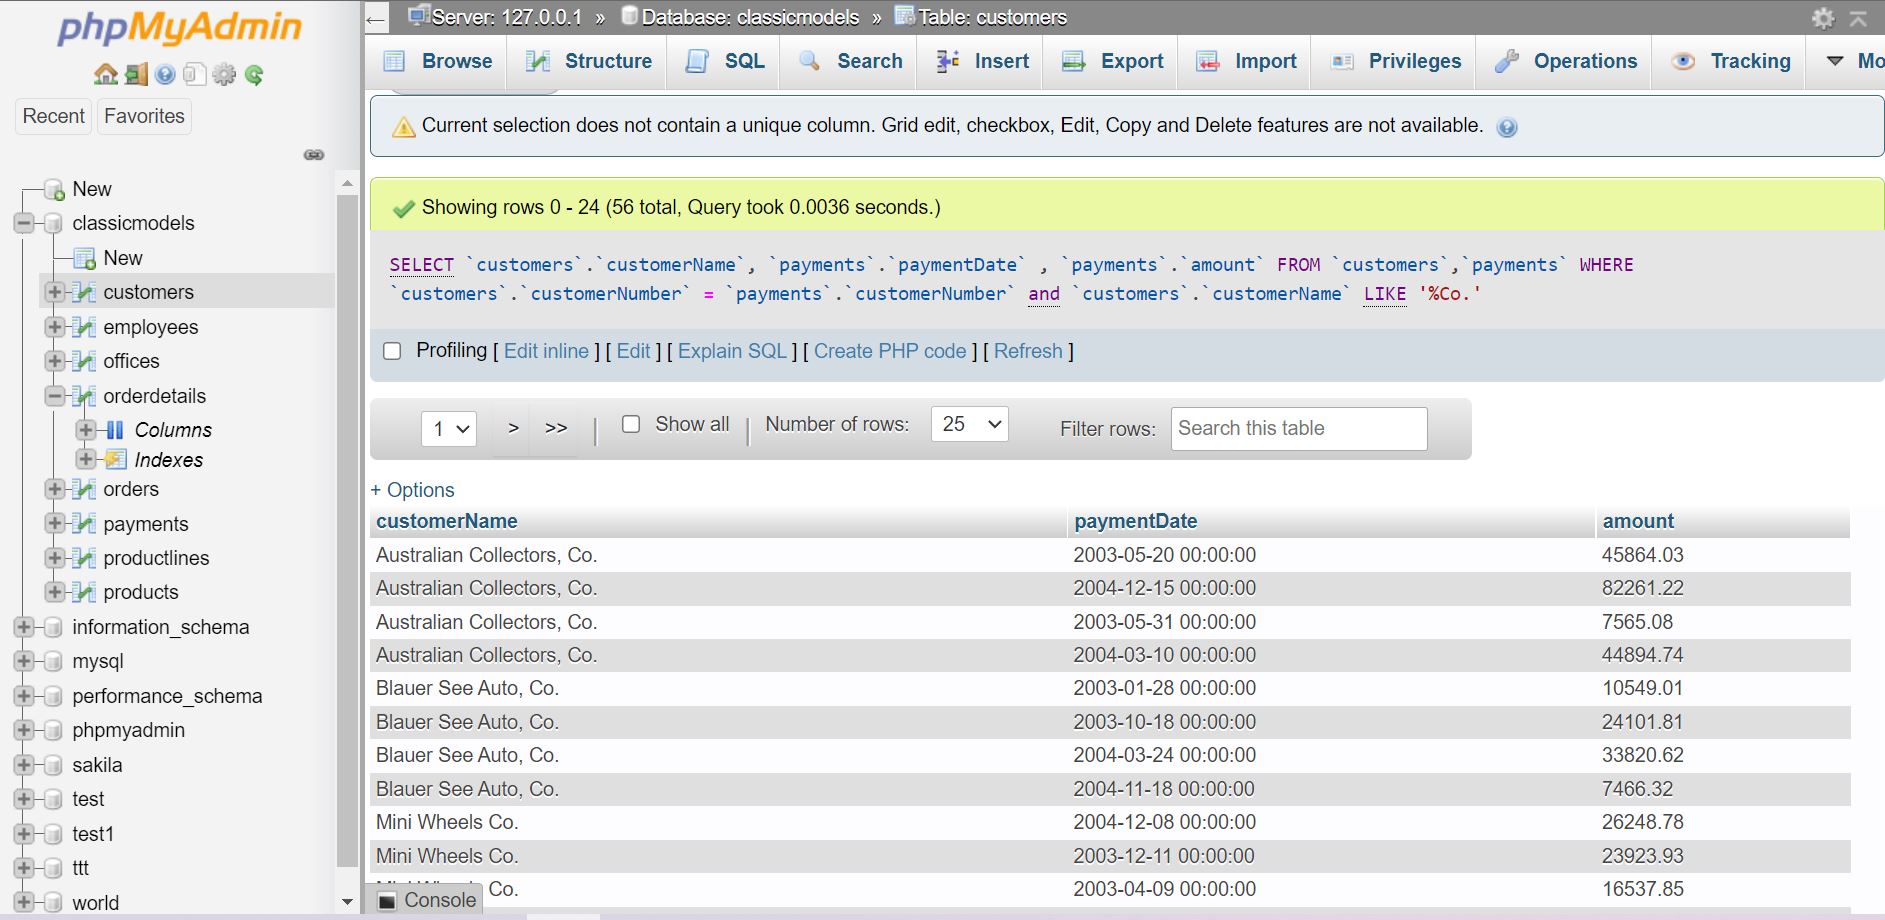 phpMyAdmin
Recent Favorites
New
classicmodels
New
customers
employees
offices
orderdetails
Columns
Indexes
orders
payments
productlines
products
information_schema
mysql
performance_schema
phpmyadmin
sakila
test
test1
ttt
world
← Server: 127.0.0.1 » Database: classicmodels » Table: customers
Browse Structure SQL Search Insert Export Import Privileges Operations Tracking Mo
Current selection does not contain a unique column. Grid edit, checkbox, Edit, Copy and Delete features are not available.
Showing rows 0 - 24 (56 total, Query took 0.0036 seconds.)
SELECT `customers`.`customerName`, `payments`.`paymentDate` , `payments`.`amount` FROM `customers`,`payments` WHERE
`customers`.`customerNumber` = `payments`.`customerNumber` and `customers`.`customerName` LIKE '%Co.'
Profiling [ Edit inline ] [ Edit ] [ Explain SQL ] [ Create PHP code ] [ Refresh ]
1 > >> | Show all | Number of rows: 25 Filter rows: Search this table
+ Options
customerName paymentDate amount
Australian Collectors, Co. 2003-05-20 00:00:00 45864.03
Australian Collectors, Co. 2004-12-15 00:00:00 82261.22
Australian Collectors, Co. 2003-05-31 00:00:00 7565.08
Australian Collectors, Co. 2004-03-10 00:00:00 44894.74
Blauer See Auto, Co. 2003-01-28 00:00:00 10549.01
Blauer See Auto, Co. 2003-10-18 00:00:00 24101.81
Blauer See Auto, Co. 2004-03-24 00:00:00 33820.62
Blauer See Auto, Co. 2004-11-18 00:00:00 7466.32
Mini Wheels Co. 2004-12-08 00:00:00 26248.78
Mini Wheels Co. 2003-12-11 00:00:00 23923.93
Co. 2003-04-09 00:00:00 16537.85
Console